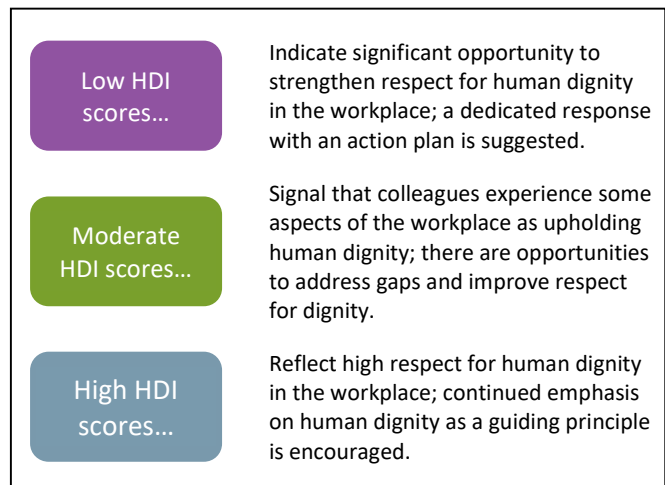 Low HDI
scores…
Indicate significant opportunity to
strengthen respect for human dignity
in the workplace; a dedicated response
with an action plan is suggested.
Moderate
HDI scores…
Signal that colleagues experience some
aspects of the workplace as upholding
human dignity; there are opportunities
to address gaps and improve respect
for dignity.
High HDI
scores…
Reflect high respect for human dignity
in the workplace; continued emphasis
on human dignity as a guiding principle
is encouraged.